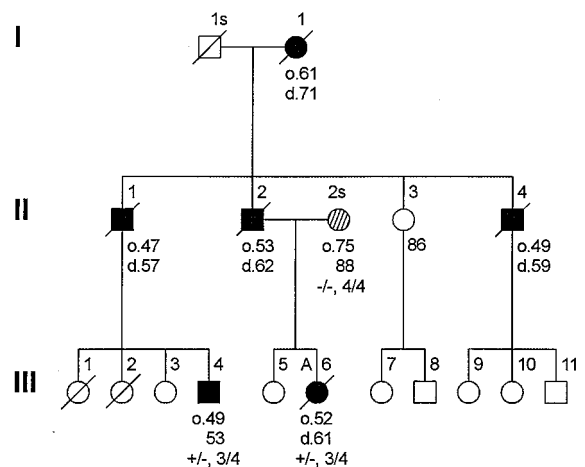 I
1s 1
o.61
d.71
II
1 2 2s 3 4
o.47 o.53 o.75 86 o.49
d.57 d.62 88 d.59
-/-, 4/4
III
1 2 3 4 5 A 6 7 8 9 10 11
o.49 o.52
53 d.61
+/-, 3/4 +/-, 3/4